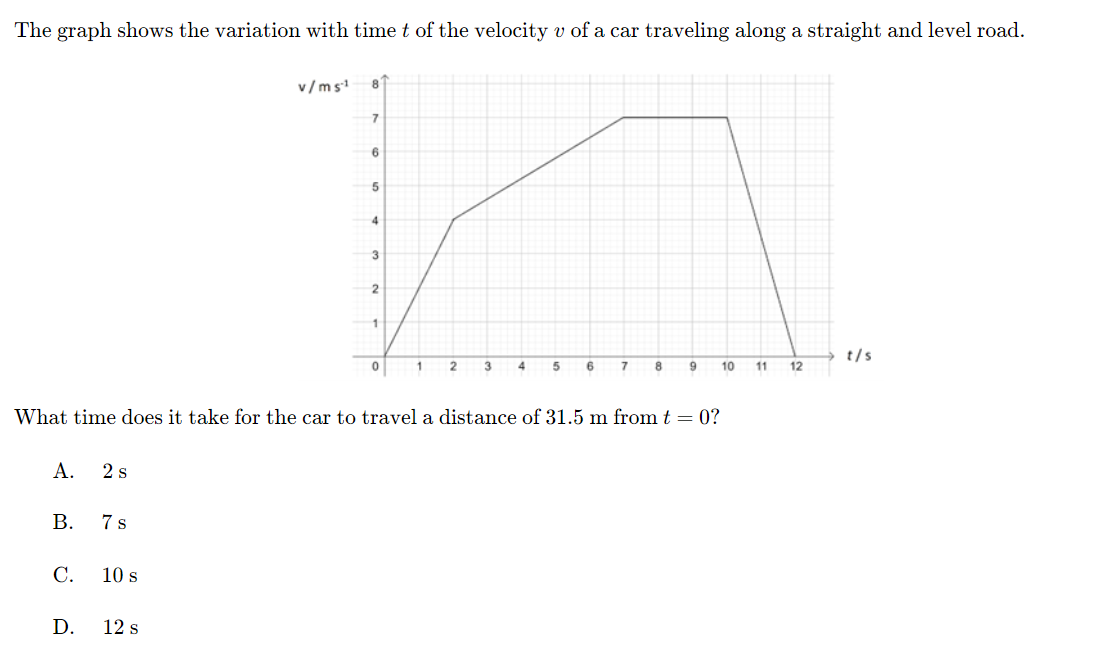 The graph shows the variation with time t of the velocity v of a car traveling along a straight and level road.
v/ms⁻¹
8
7
6
5
4
3
2
1
0 1 2 3 4 5 6 7 8 9 10 11 12
t/s
What time does it take for the car to travel a distance of 31.5 m from t = 0?
A. 2 s
B. 7 s
C. 10 s
D. 12 s